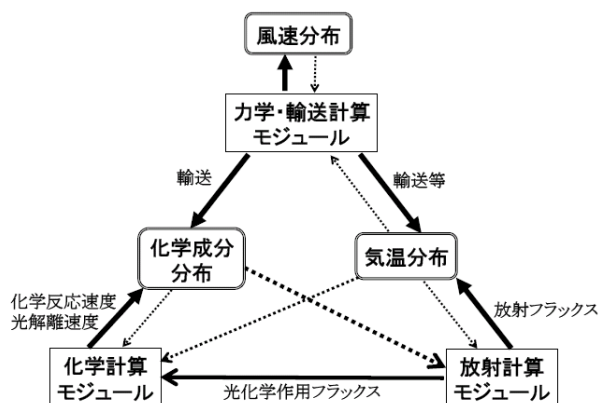 風速分布
力学・輸送計算
モジュール
輸送
輸送等
化学成分
分布
気温分布
化学反応速度
光解離速度
放射フラックス
化学計算
モジュール
光化学作用フラックス
放射計算
モジュール